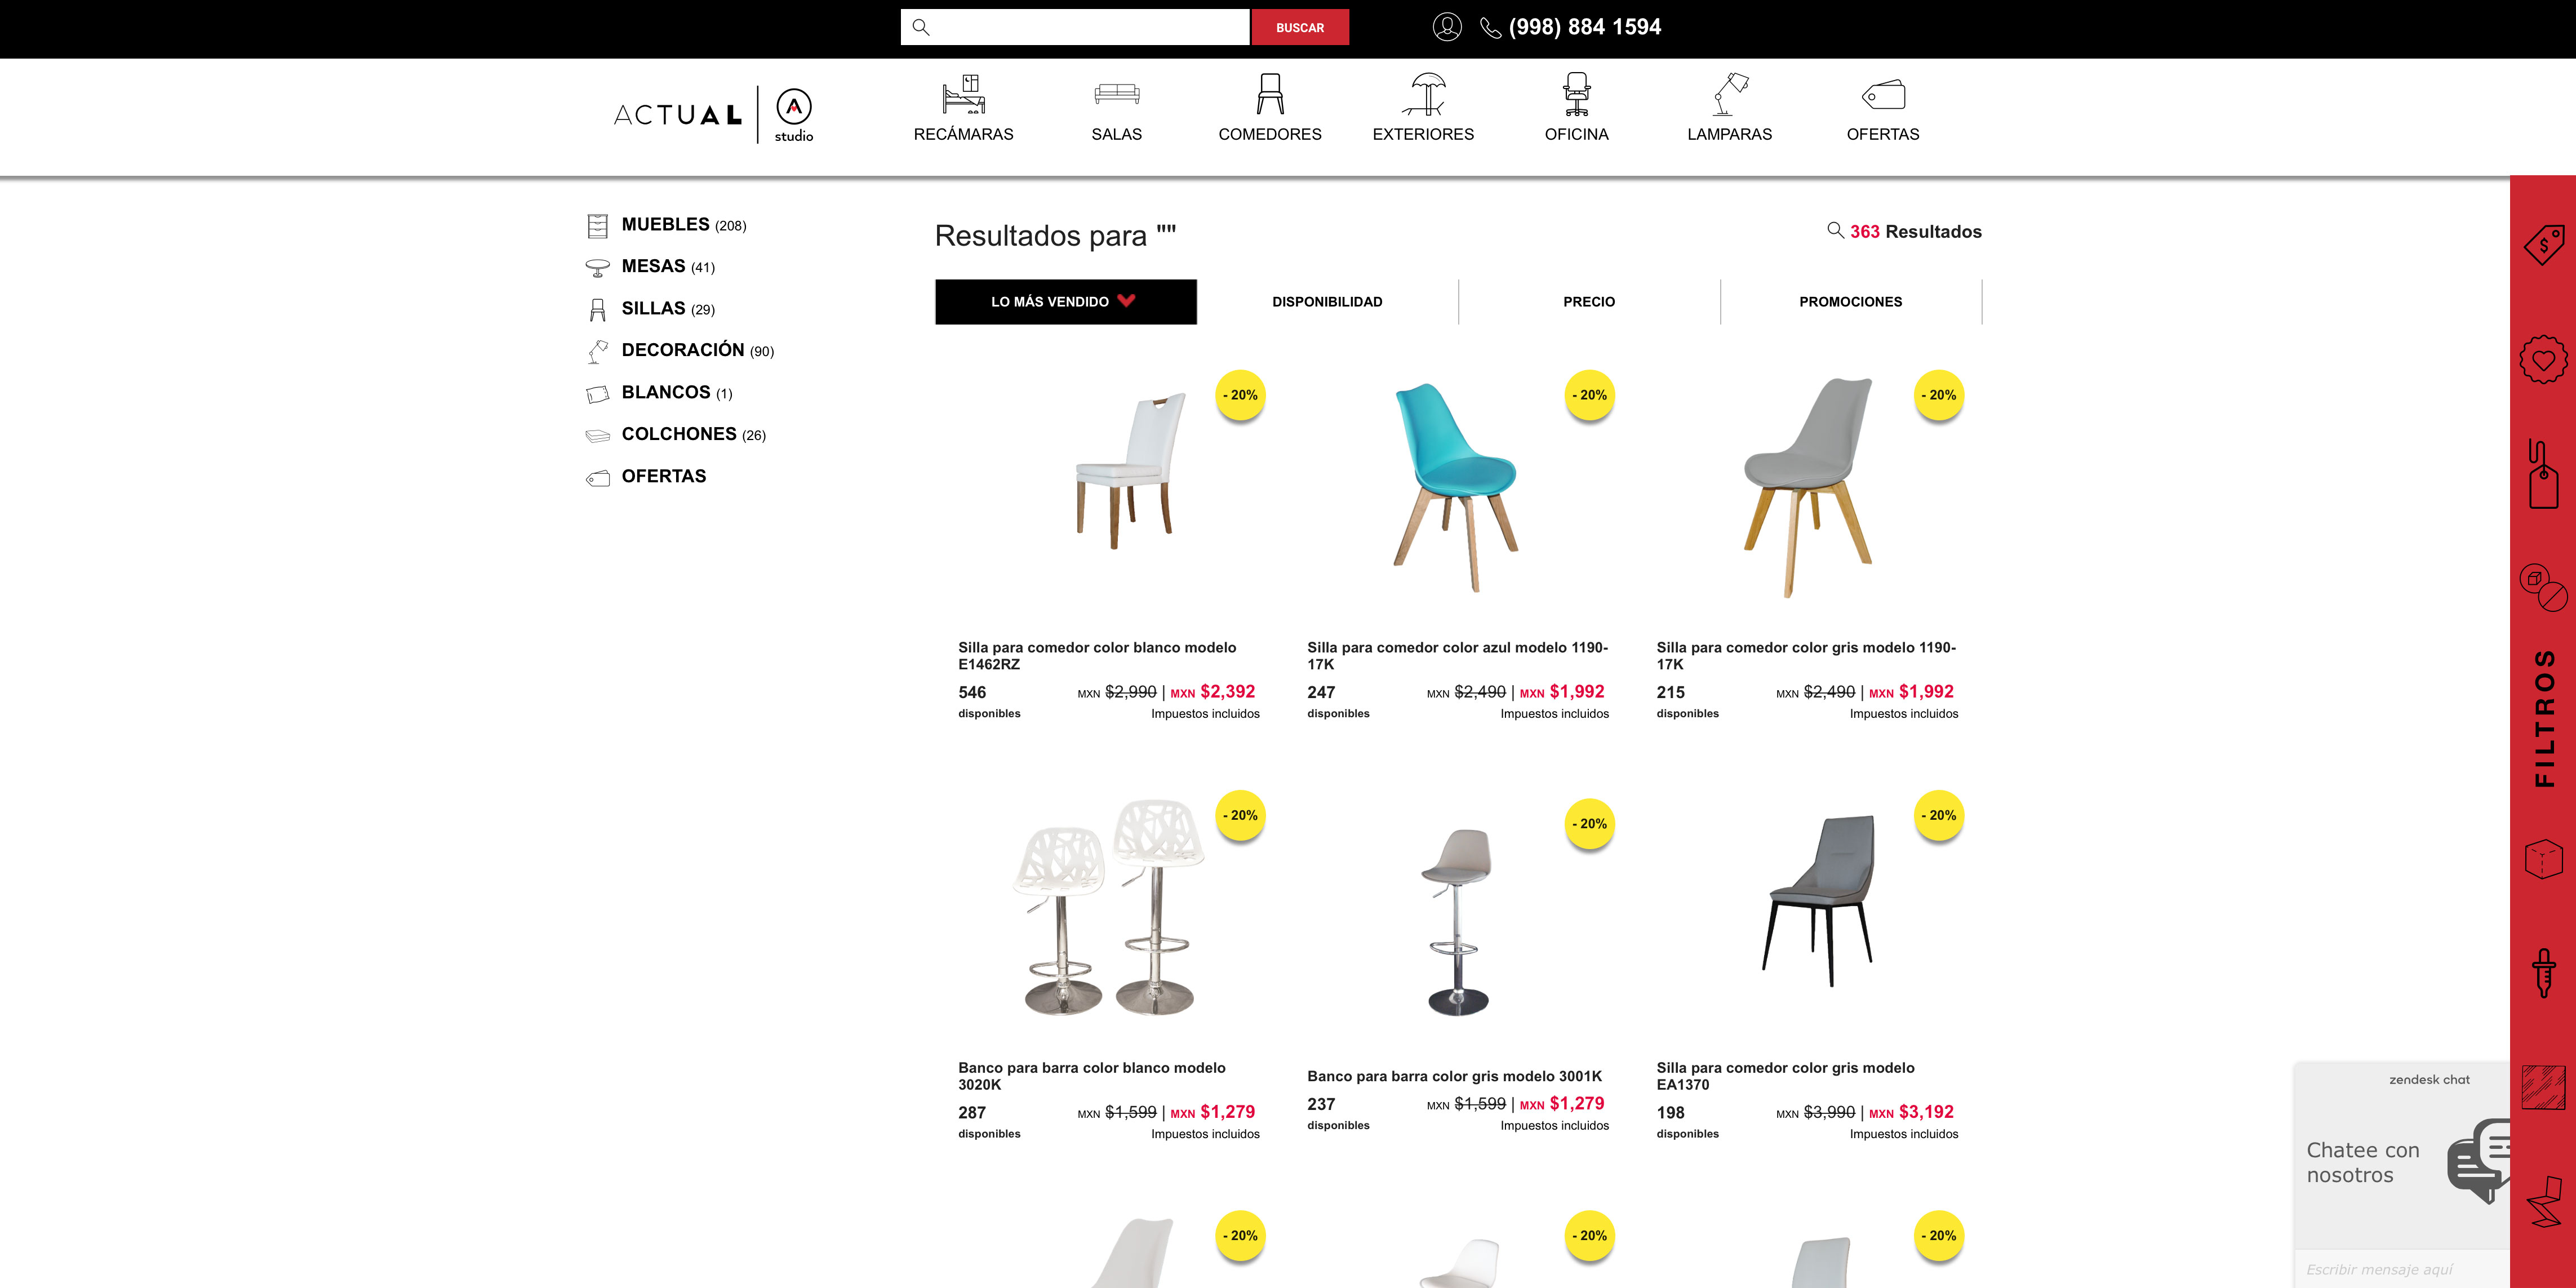 BUSCAR
(998) 884 1594
ACTUAL
A
studio
RECÁMARAS
SALAS
COMEDORES
EXTERIORES
OFICINA
LAMPARAS
OFERTAS
MUEBLES (208)
MESAS (41)
SILLAS (29)
DECORACIÓN (90)
BLANCOS (1)
COLCHONES (26)
OFERTAS
Resultados para ""
363 Resultados
LO MÁS VENDIDO
DISPONIBILIDAD
PRECIO
PROMOCIONES
- 20%
Silla para comedor color blanco modelo
E1462RZ
546
disponibles
MXN $2,990 | MXN $2,392
Impuestos incluidos
- 20%
Silla para comedor color azul modelo 1190-
17K
247
disponibles
MXN $2,490 | MXN $1,992
Impuestos incluidos
- 20%
Silla para comedor color gris modelo 1190-
17K
215
disponibles
MXN $2,490 | MXN $1,992
Impuestos incluidos
- 20%
Banco para barra color blanco modelo
3020K
287
disponibles
MXN $1,599 | MXN $1,279
Impuestos incluidos
- 20%
Banco para barra color gris modelo 3001K
237
disponibles
MXN $1,599 | MXN $1,279
Impuestos incluidos
- 20%
Silla para comedor color gris modelo
EA1370
198
disponibles
MXN $3,990 | MXN $3,192
Impuestos incluidos
- 20%
- 20%
- 20%
$
FILTROS
zendesk chat
Chatee con
nosotros
Escribir mensaje aquí